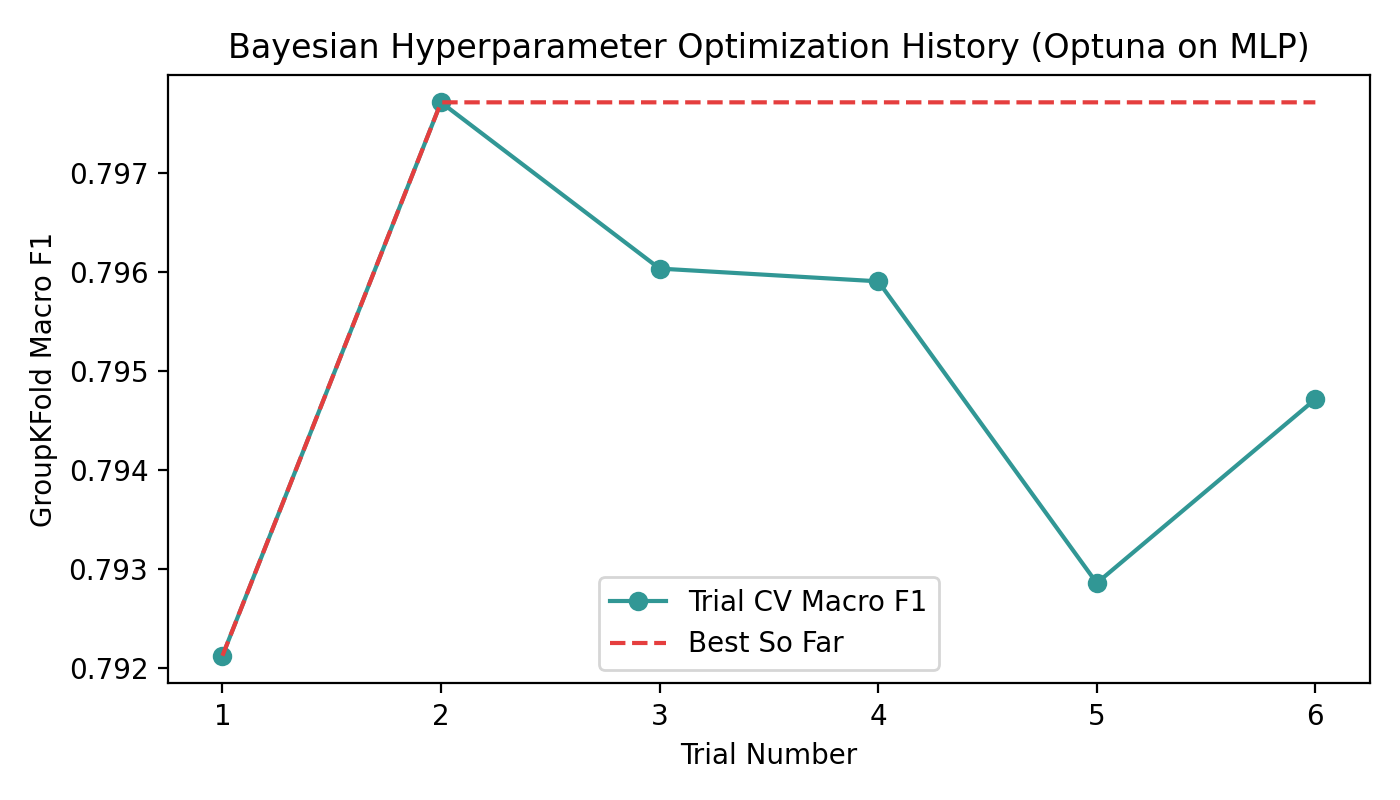 Bayesian Hyperparameter Optimization History (Optuna on MLP)
GroupKFold Macro F1
0.797
0.796
0.795
0.794
0.793
0.792
Trial CV Macro F1
Best So Far
1 2 3 4 5 6
Trial Number